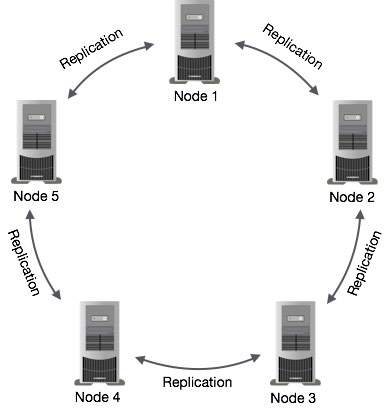 Replication
Replication
Node 1
Node 5
Node 2
Replication
Replication
Node 4
Replication
Node 3